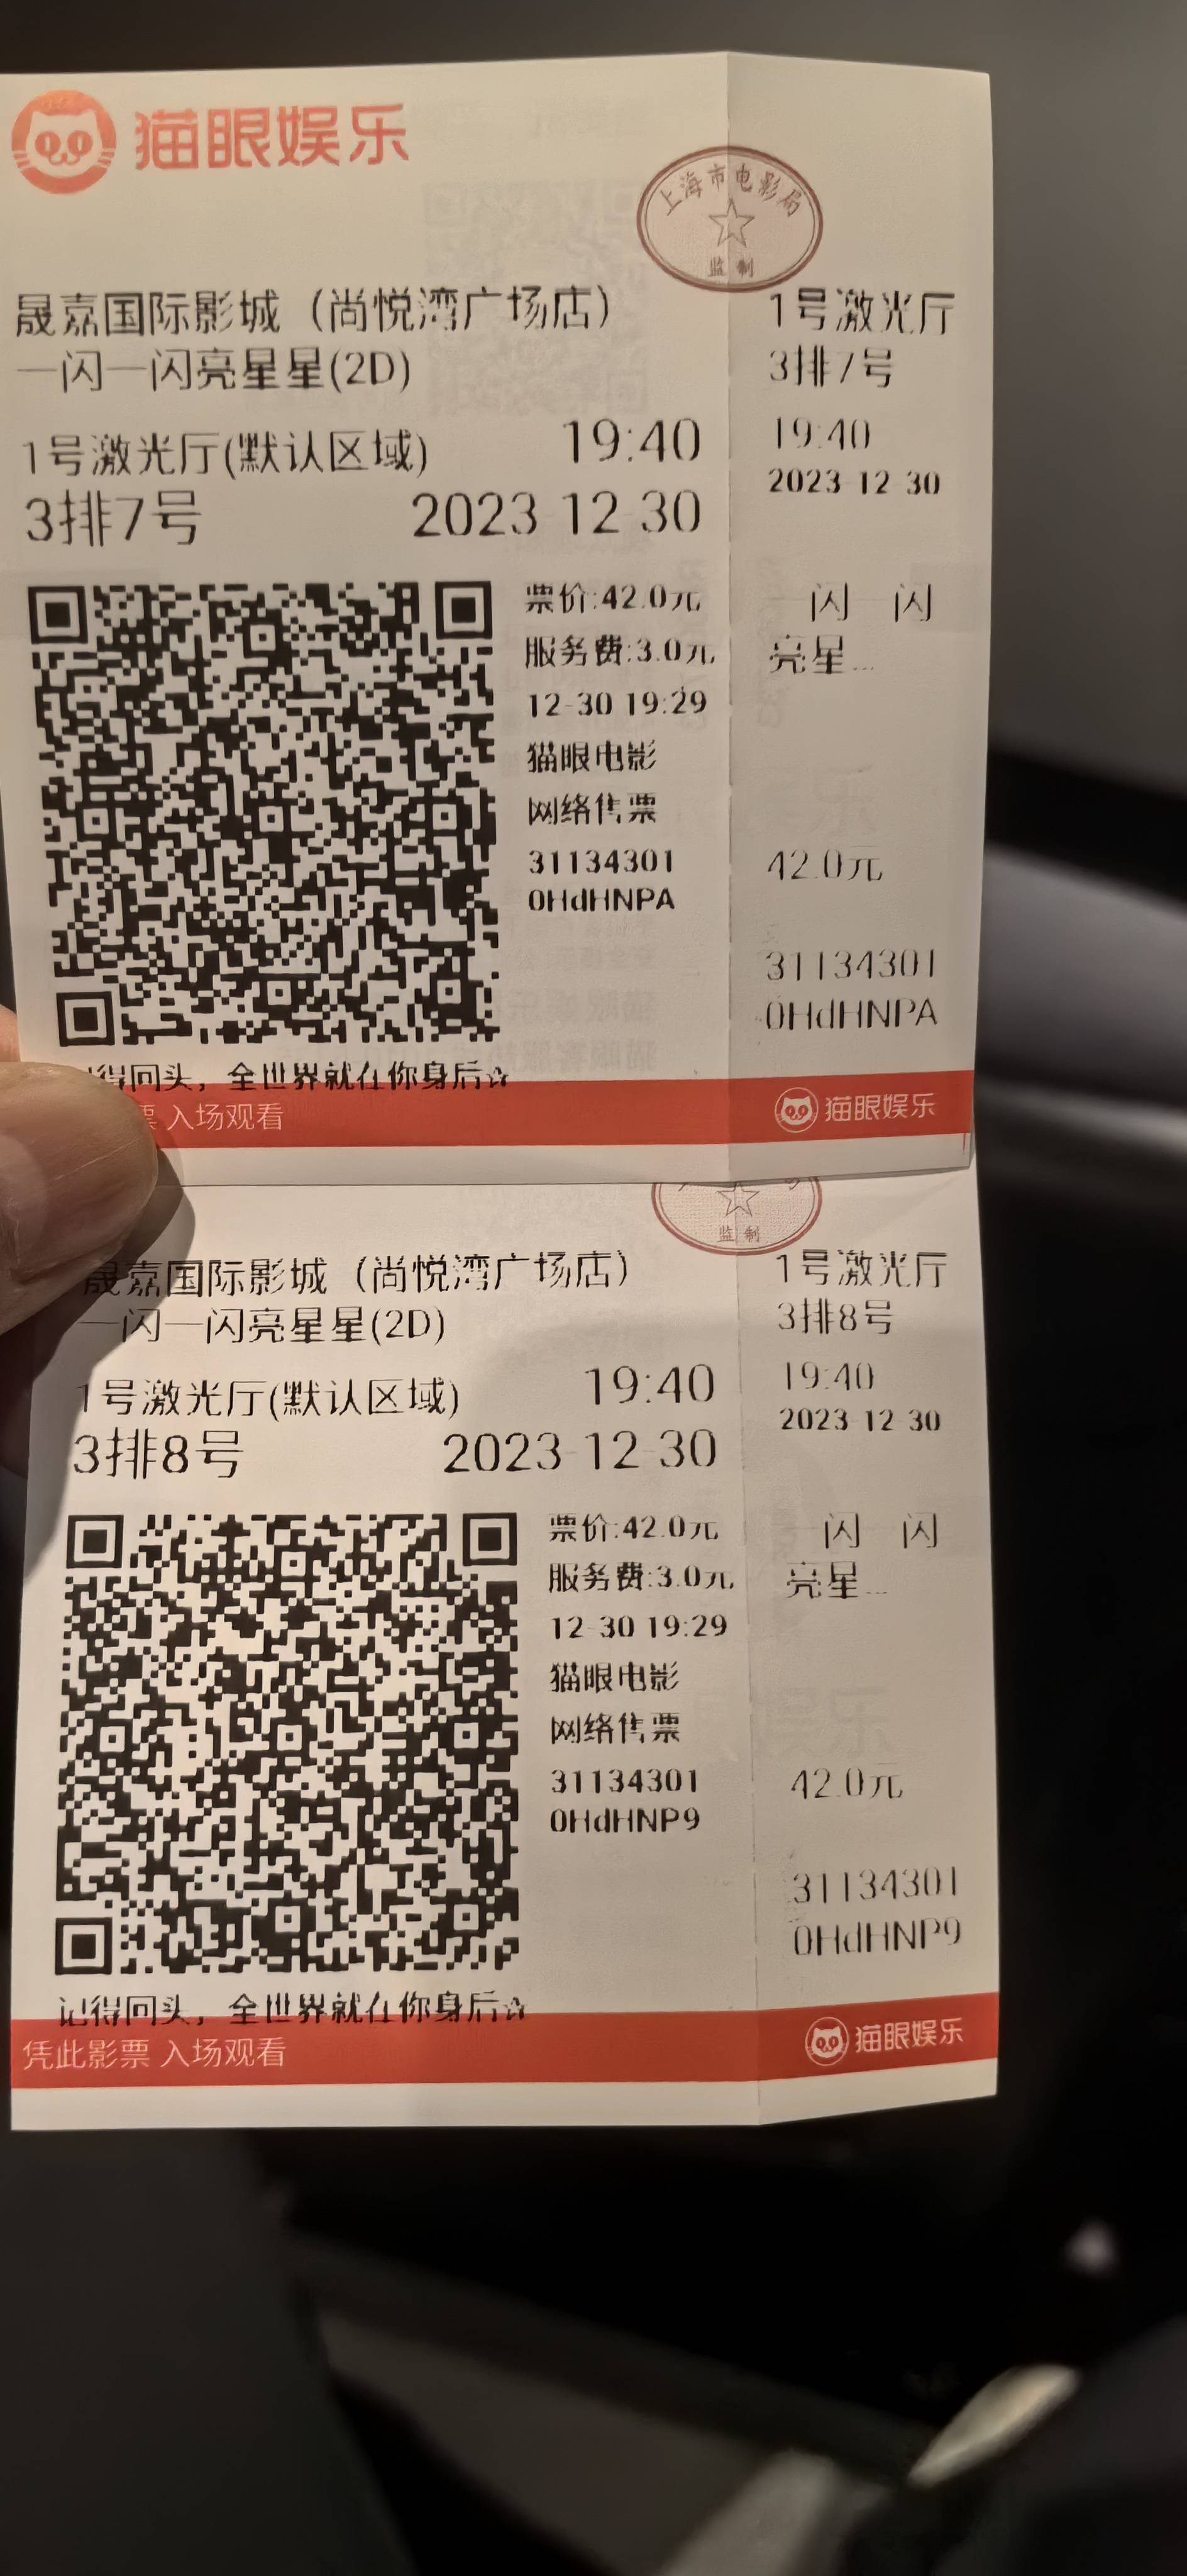 猫眼娱乐
上海市电影局
监制
晟嘉国际影城（尚悦湾广场店）
一闪一闪亮星星(2D)
1号激光厅(默认区域) 19:40
3排7号 2023-12-30
票价:42.0元
服务费:3.0元
12-30 19:29
猫眼电影
网络售票
31134301
0HdHNPA
得回头，全世界就在你身后☆
票 入场观看
1号激光厅
3排7号
19:40
2023-12-30
一闪一闪
亮星...
42.0元
31134301
0HdHNPA
猫眼娱乐
监制
晟嘉国际影城（尚悦湾广场店）
一闪一闪亮星星(2D)
1号激光厅(默认区域) 19:40
3排8号 2023-12-30
票价:42.0元
服务费:3.0元
12-30 19:29
猫眼电影
网络售票
31134301
0HdHNP9
记得回头，全世界就在你身后☆
凭此影票 入场观看
1号激光厅
3排8号
19:40
2023-12-30
一闪一闪
亮星...
42.0元
31134301
0HdHNP9
猫眼娱乐